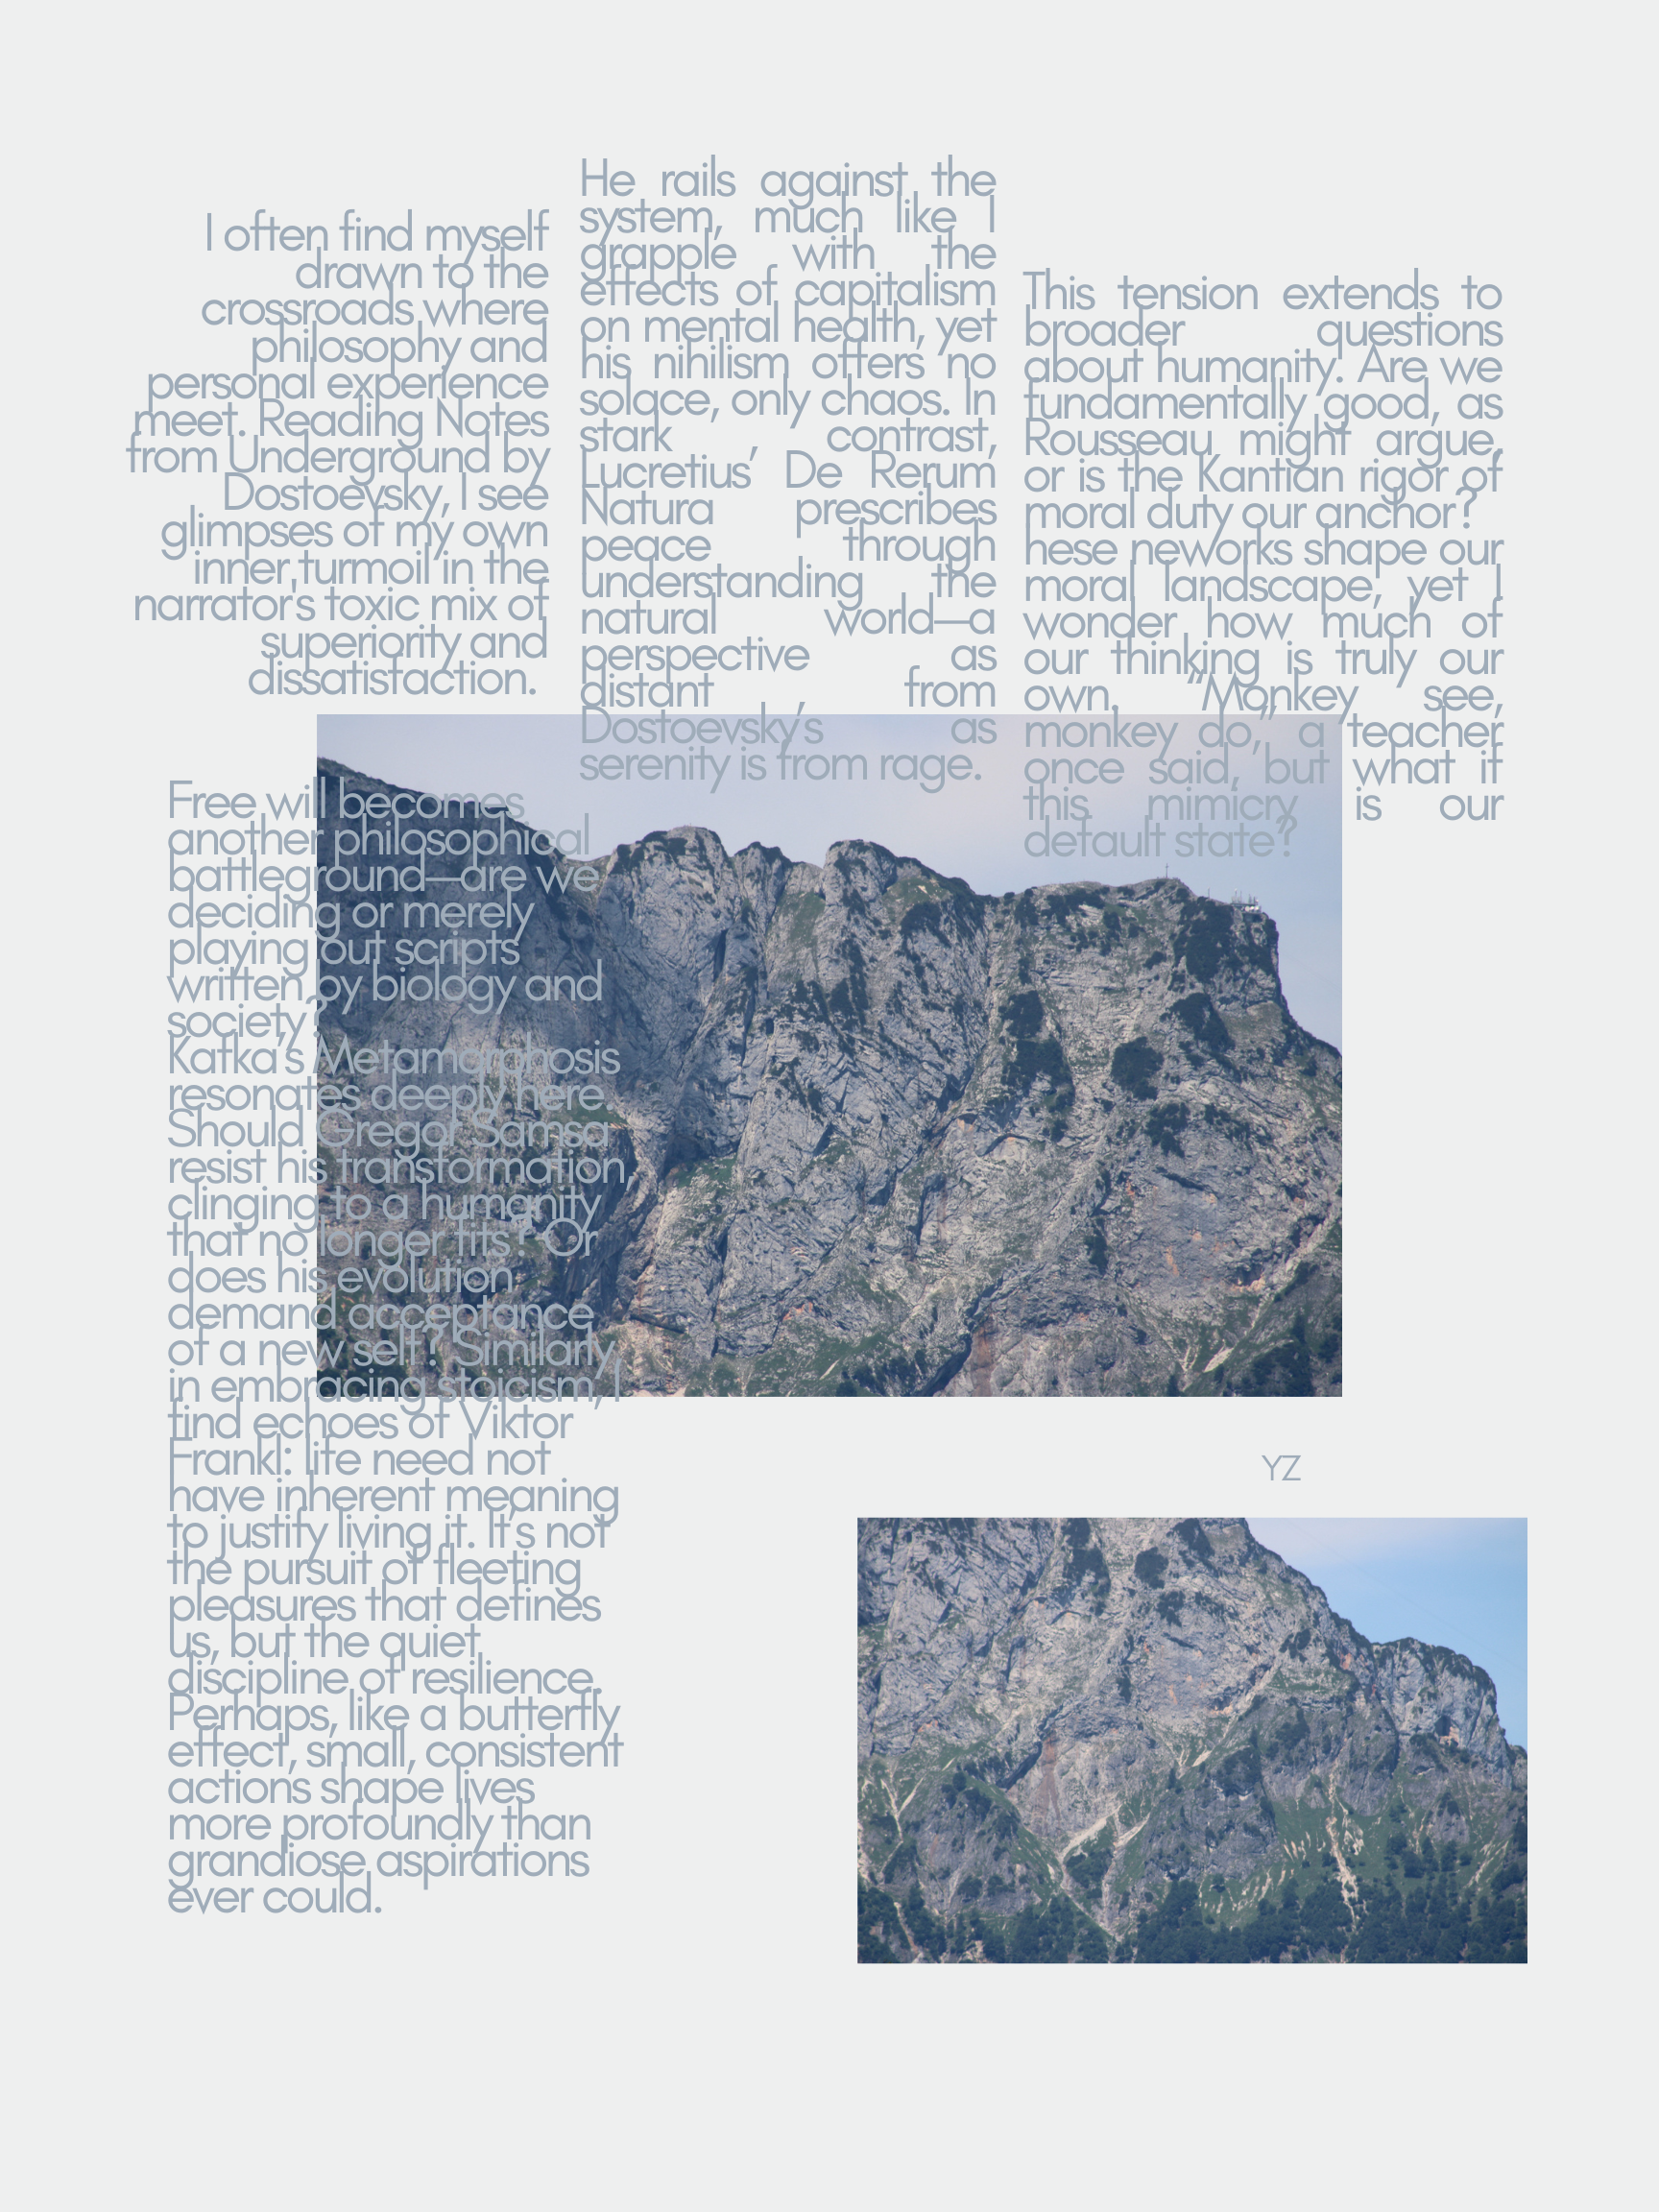 I often find myself
drawn to the
crossroads where
philosophy and
personal experience
meet. Reading Notes
from Underground by
Dostoevsky, I see
glimpses of my own
inner turmoil in the
narrator's toxic mix of
superiority and
dissatisfaction.
He rails against the
system, much like I
grapple with the
effects of capitalism
on mental health, yet
his nihilism offers no
solace, only chaos. In
stark contrast,
Lucretius’ De Rerum
Natura prescribes
peace through
understanding the
natural world—a
perspective as
distant from
Dostoevsky’s as
serenity is from rage.
This tension extends to
broader questions
about humanity. Are we
fundamentally good, as
Rousseau might argue,
or is the Kantian rigor of
moral duty our anchor?
hese neworks shape our
moral landscape, yet I
wonder how much of
our thinking is truly our
own. “Monkey see,
monkey do,” a teacher
once said, but what if
this mimicry is our
default state?
Free will becomes
another philosophical
battleground—are we
deciding or merely
playing out scripts
written by biology and
society?
Kafka’s Metamorphosis
resonates deeply here.
Should Gregor Samsa
resist his transformation,
clinging to a humanity
that no longer fits? Or
does his evolution
demand acceptance
of a new self? Similarly,
in embracing stoicism, I
find echoes of Viktor
Frankl: life need not
have inherent meaning
to justify living it. It’s not
the pursuit of fleeting
pleasures that defines
us, but the quiet
discipline of resilience.
Perhaps, like a butterfly
effect, small, consistent
actions shape lives
more profoundly than
grandiose aspirations
ever could.
YZ